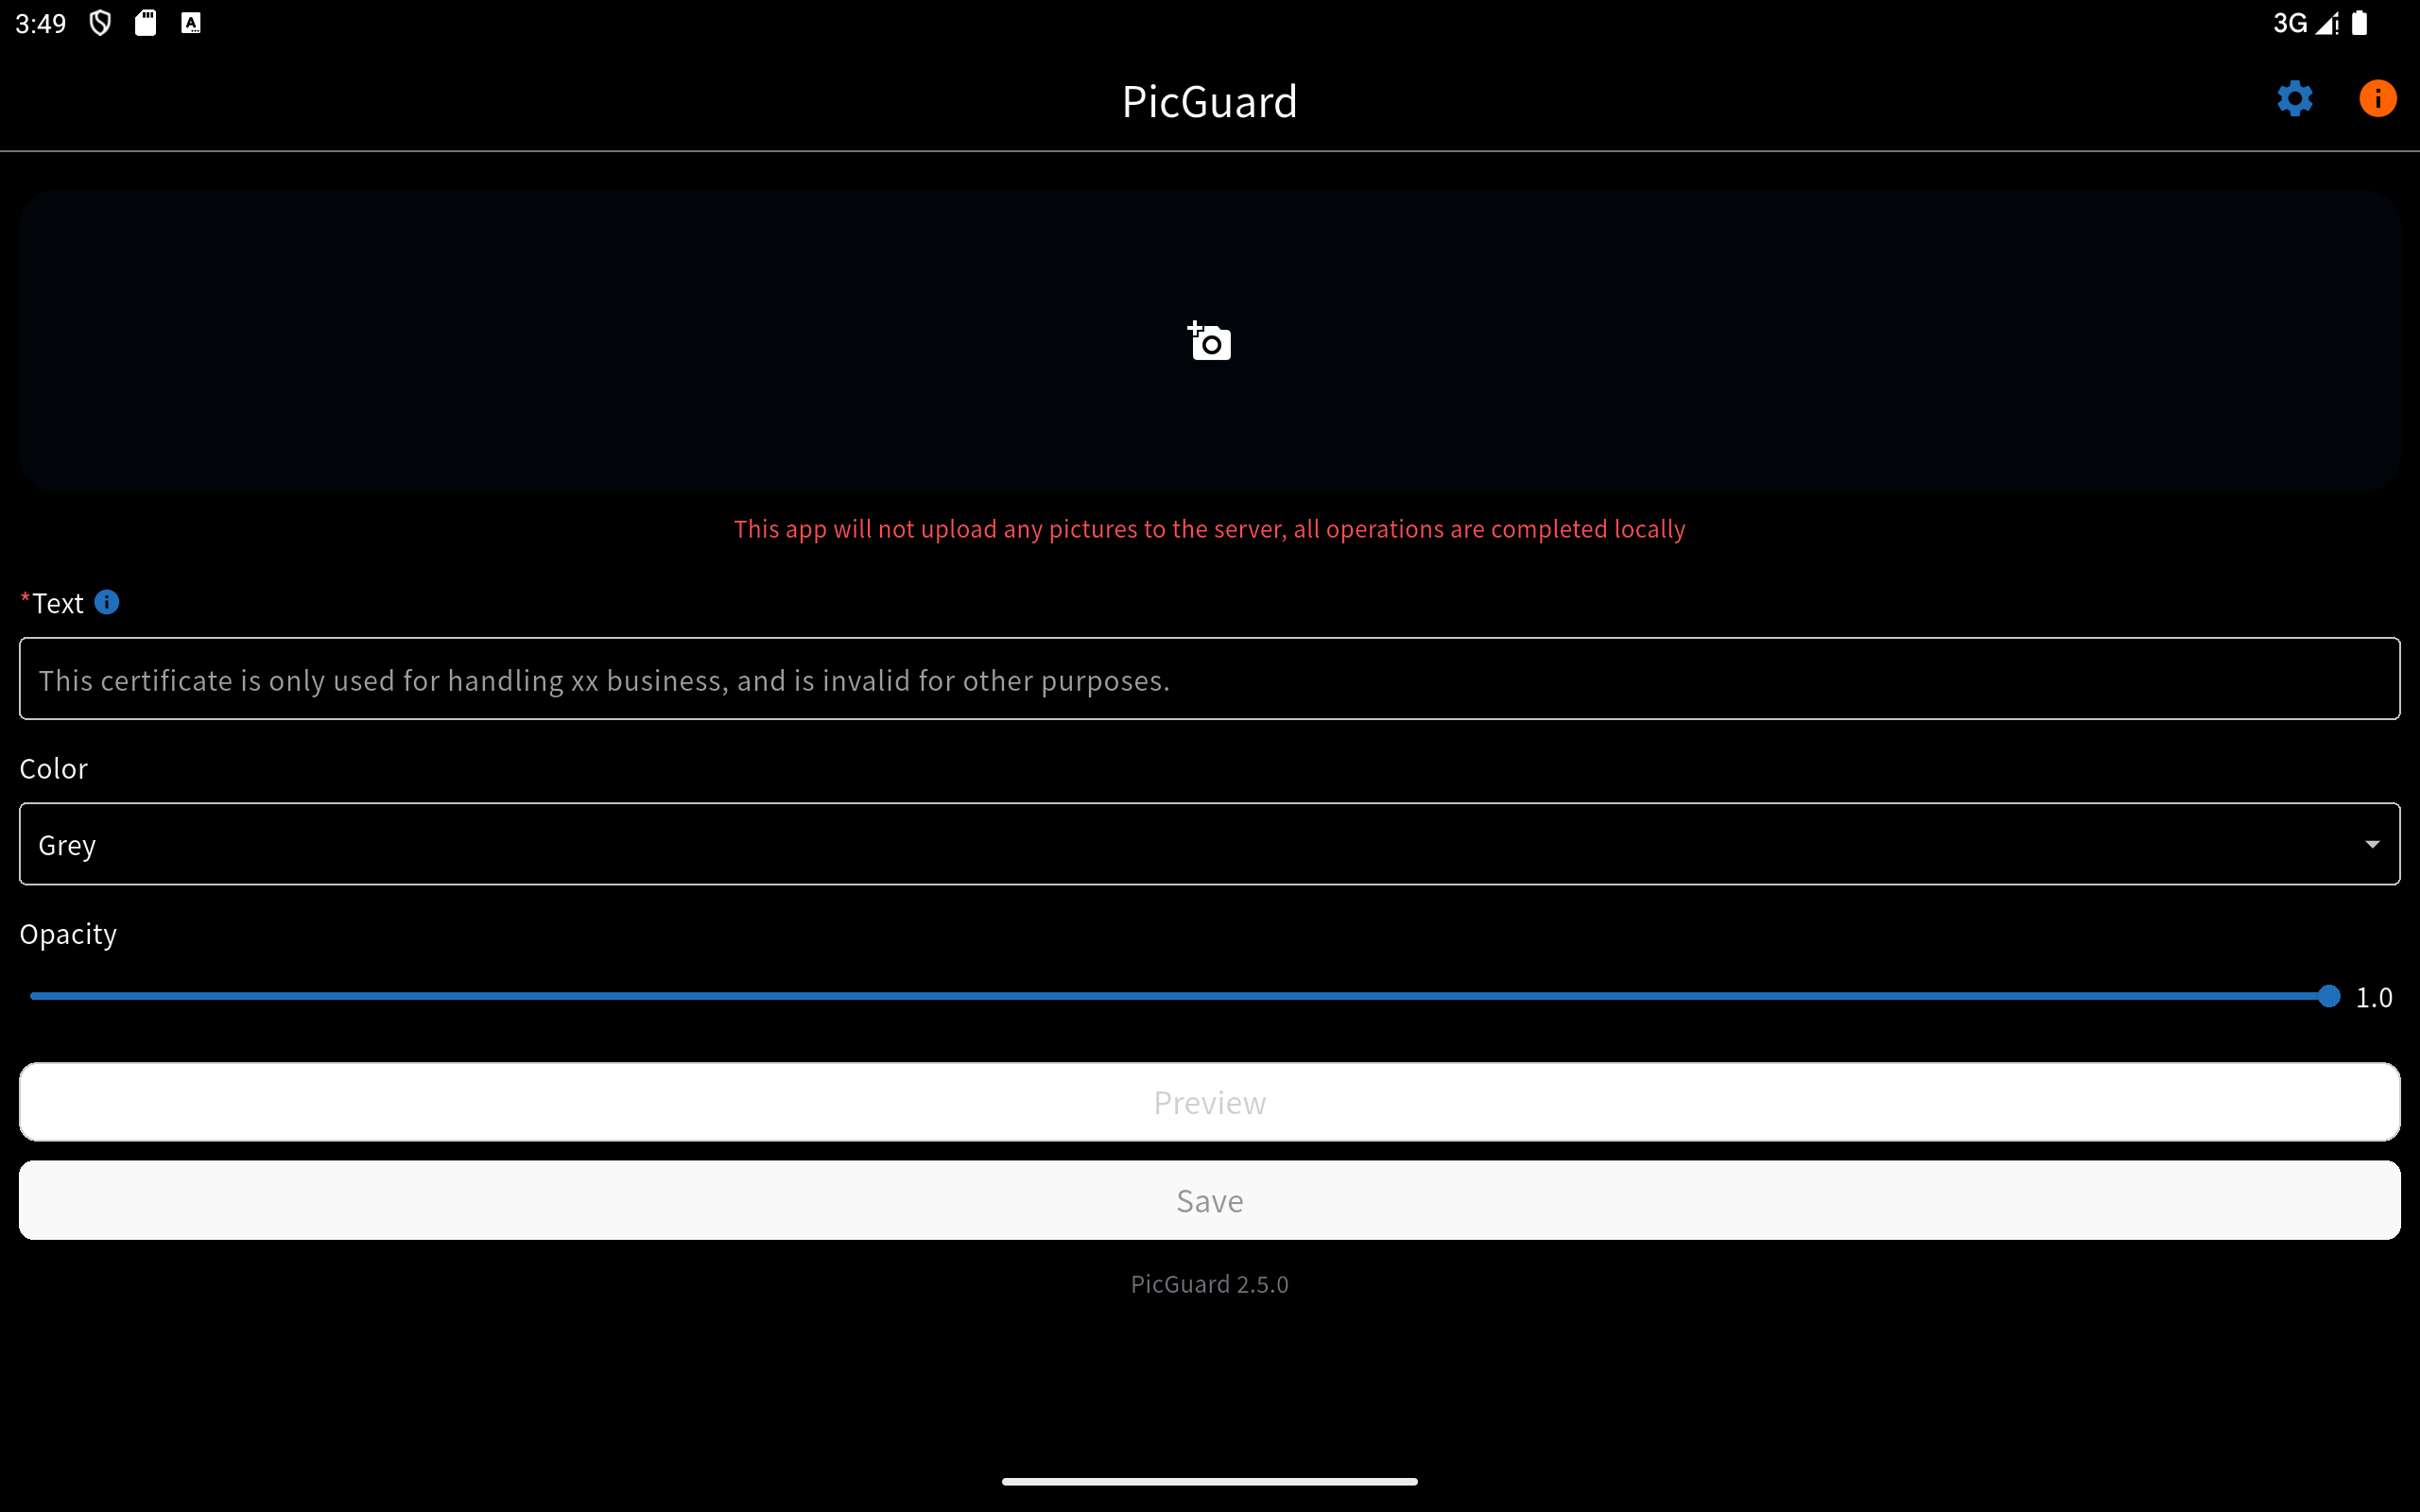 3:49
3G
PicGuard
This app will not upload any pictures to the server, all operations are completed locally
*Text
This certificate is only used for handling xx business, and is invalid for other purposes.
Color
Grey
Opacity
1.0
Preview
Save
PicGuard 2.5.0